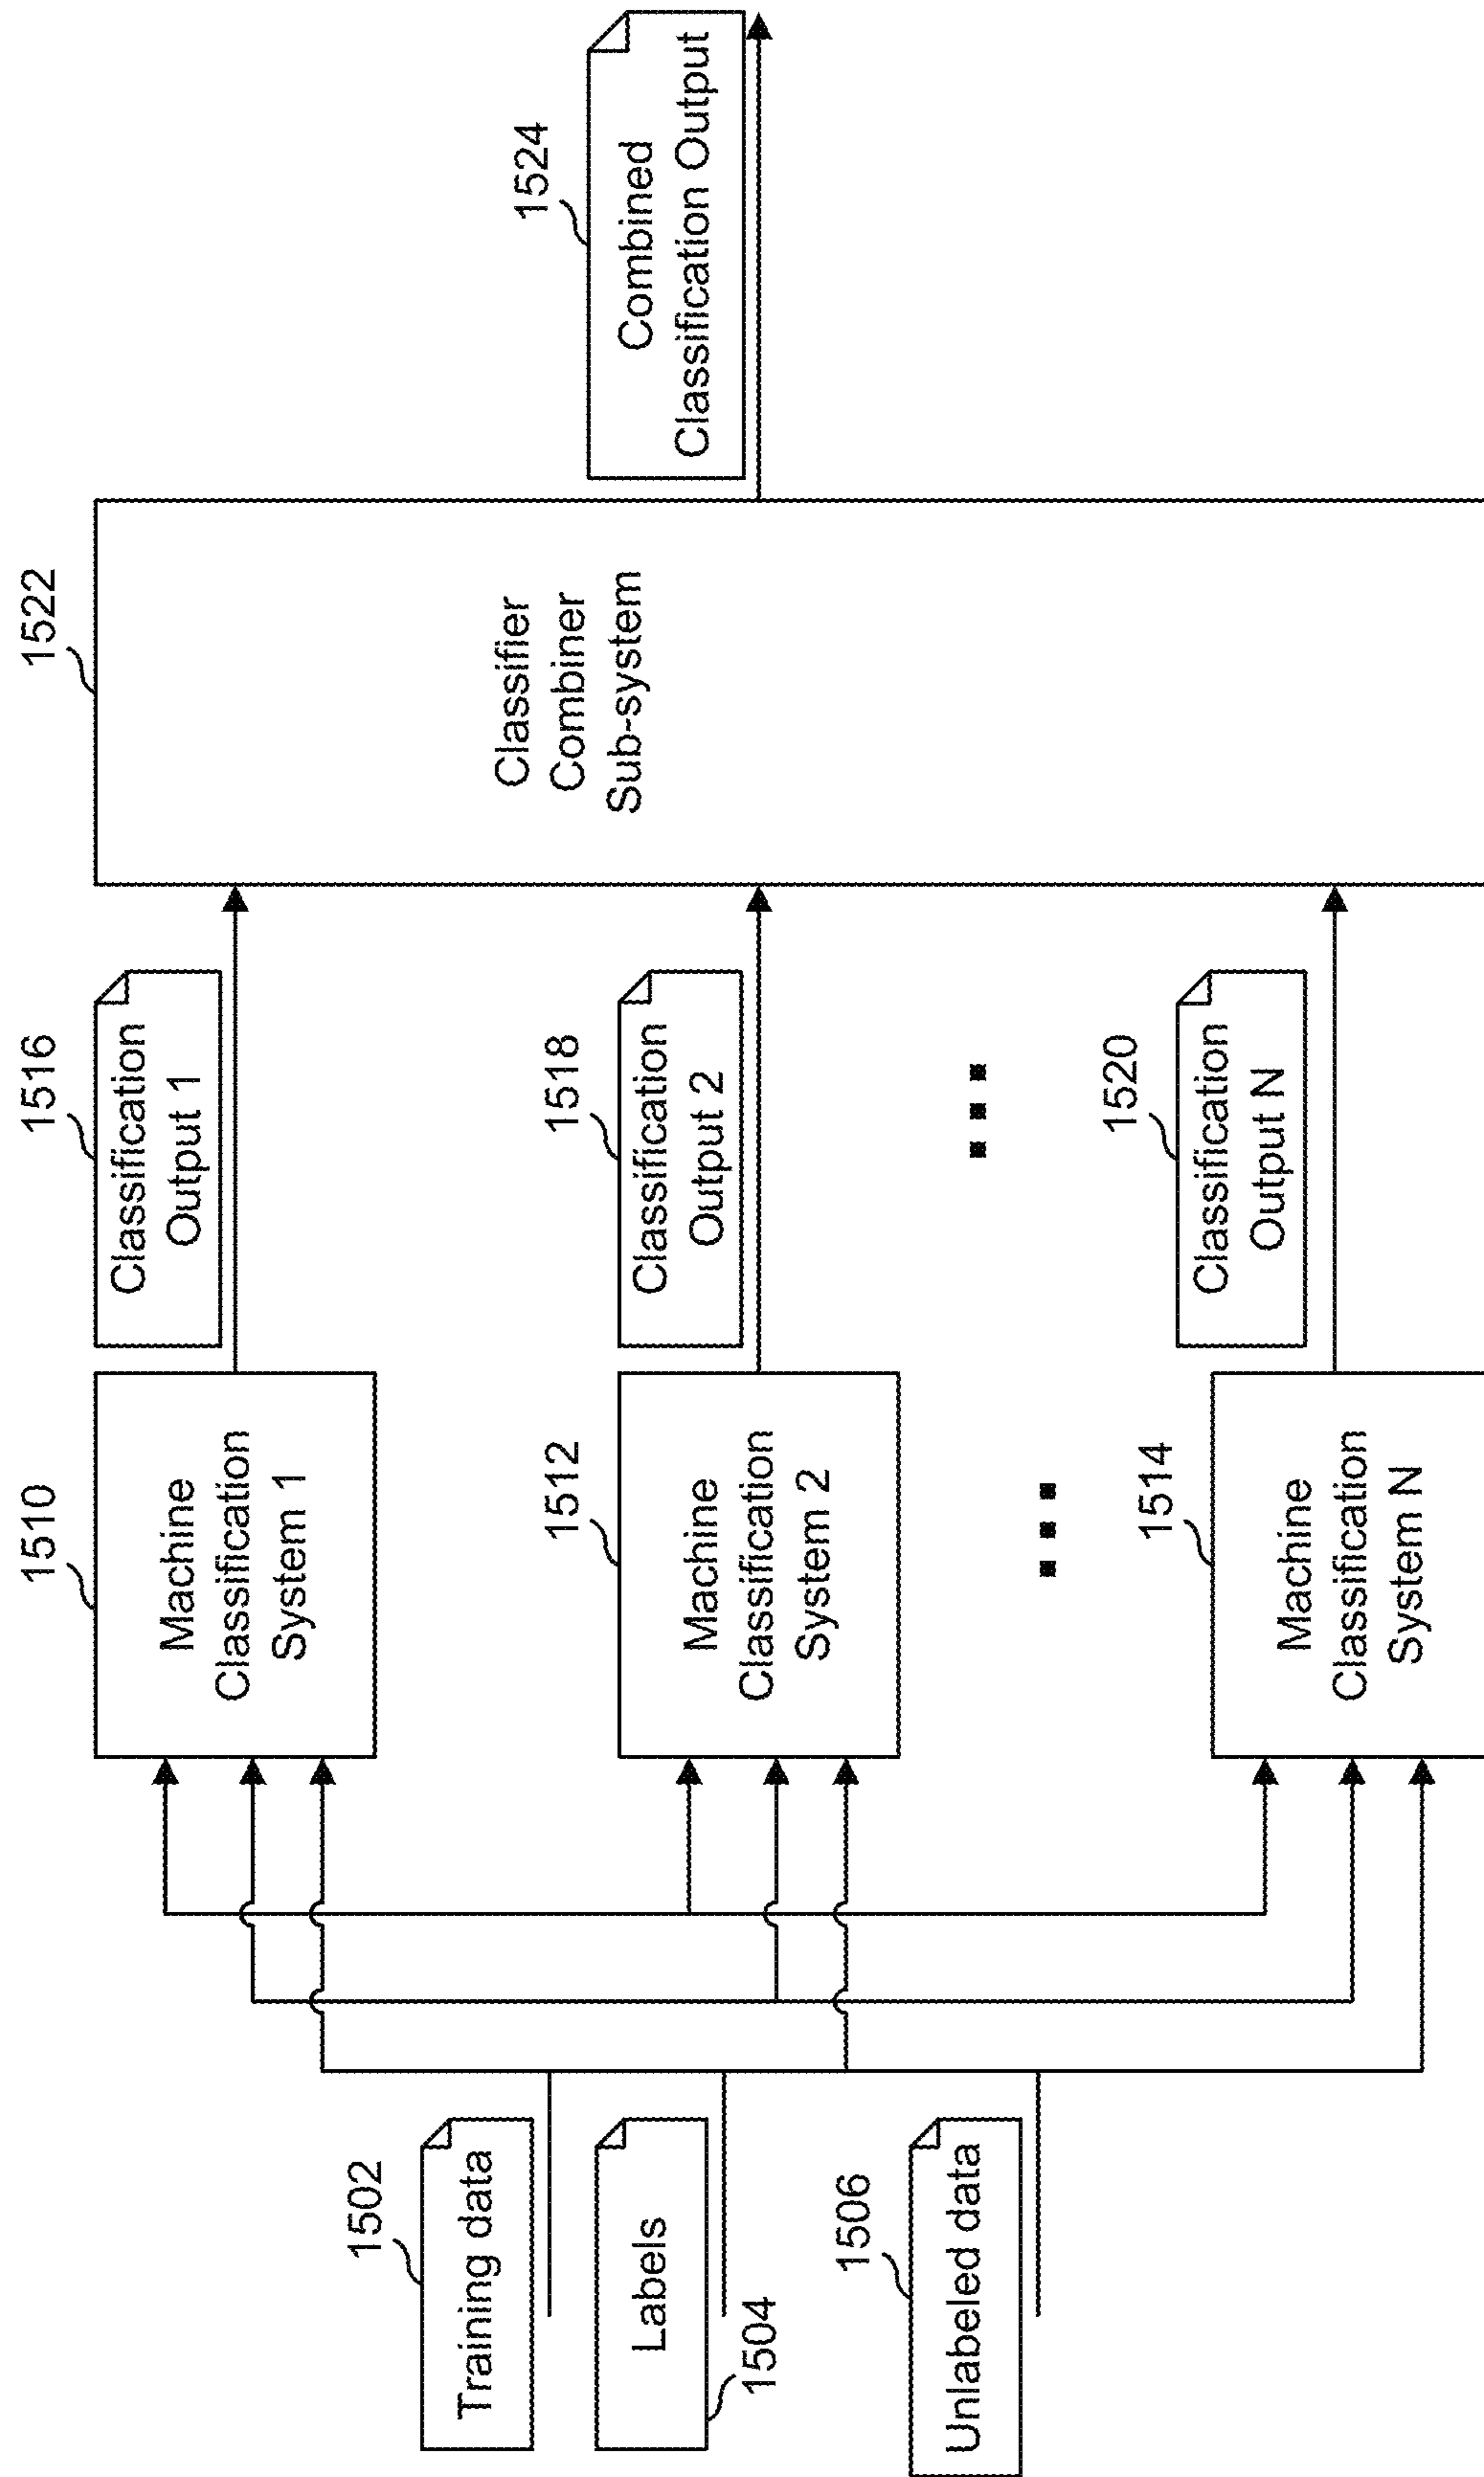 1502
Training data
Labels
1504
1506
Unlabeled data
1510
Machine
Classification
System 1
1512
Machine
Classification
System 2
1514
Machine
Classification
System N
1516
Classification
Output 1
1518
Classification
Output 2
1520
Classification
Output N
1522
Classifier
Combiner
Sub-system
1524
Combined
Classification Output